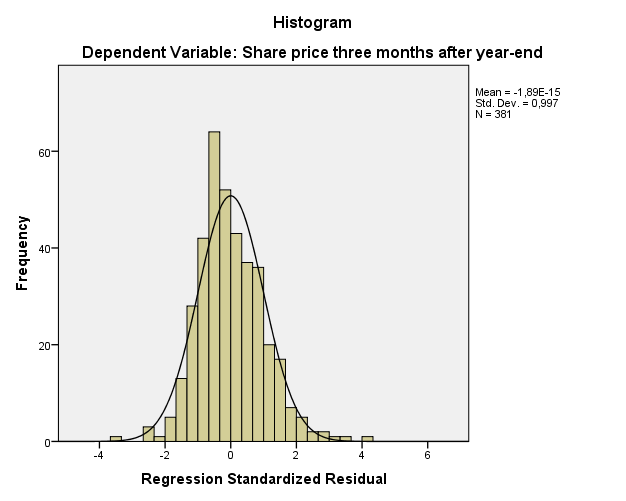 Histogram
Dependent Variable: Share price three months after year-end
Mean = -1,89E-15
Std. Dev. = 0,997
N = 381
Frequency
60
40
20
0
-4 -2 0 2 4 6
Regression Standardized Residual